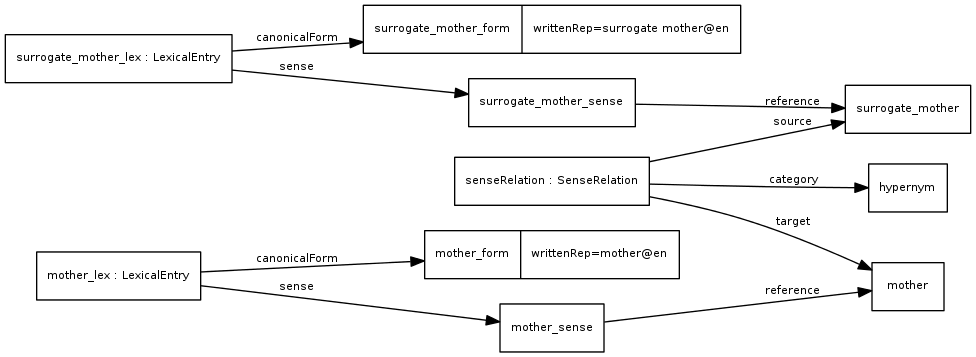 surrogate_mother_form
writtenRep=surrogate mother@en
canonicalForm
surrogate_mother_lex : LexicalEntry
sense
surrogate_mother_sense
reference
surrogate_mother
source
senseRelation : SenseRelation
category
hypernym
target
mother_form
writtenRep=mother@en
canonicalForm
mother_lex : LexicalEntry
sense
reference
mother
mother_sense